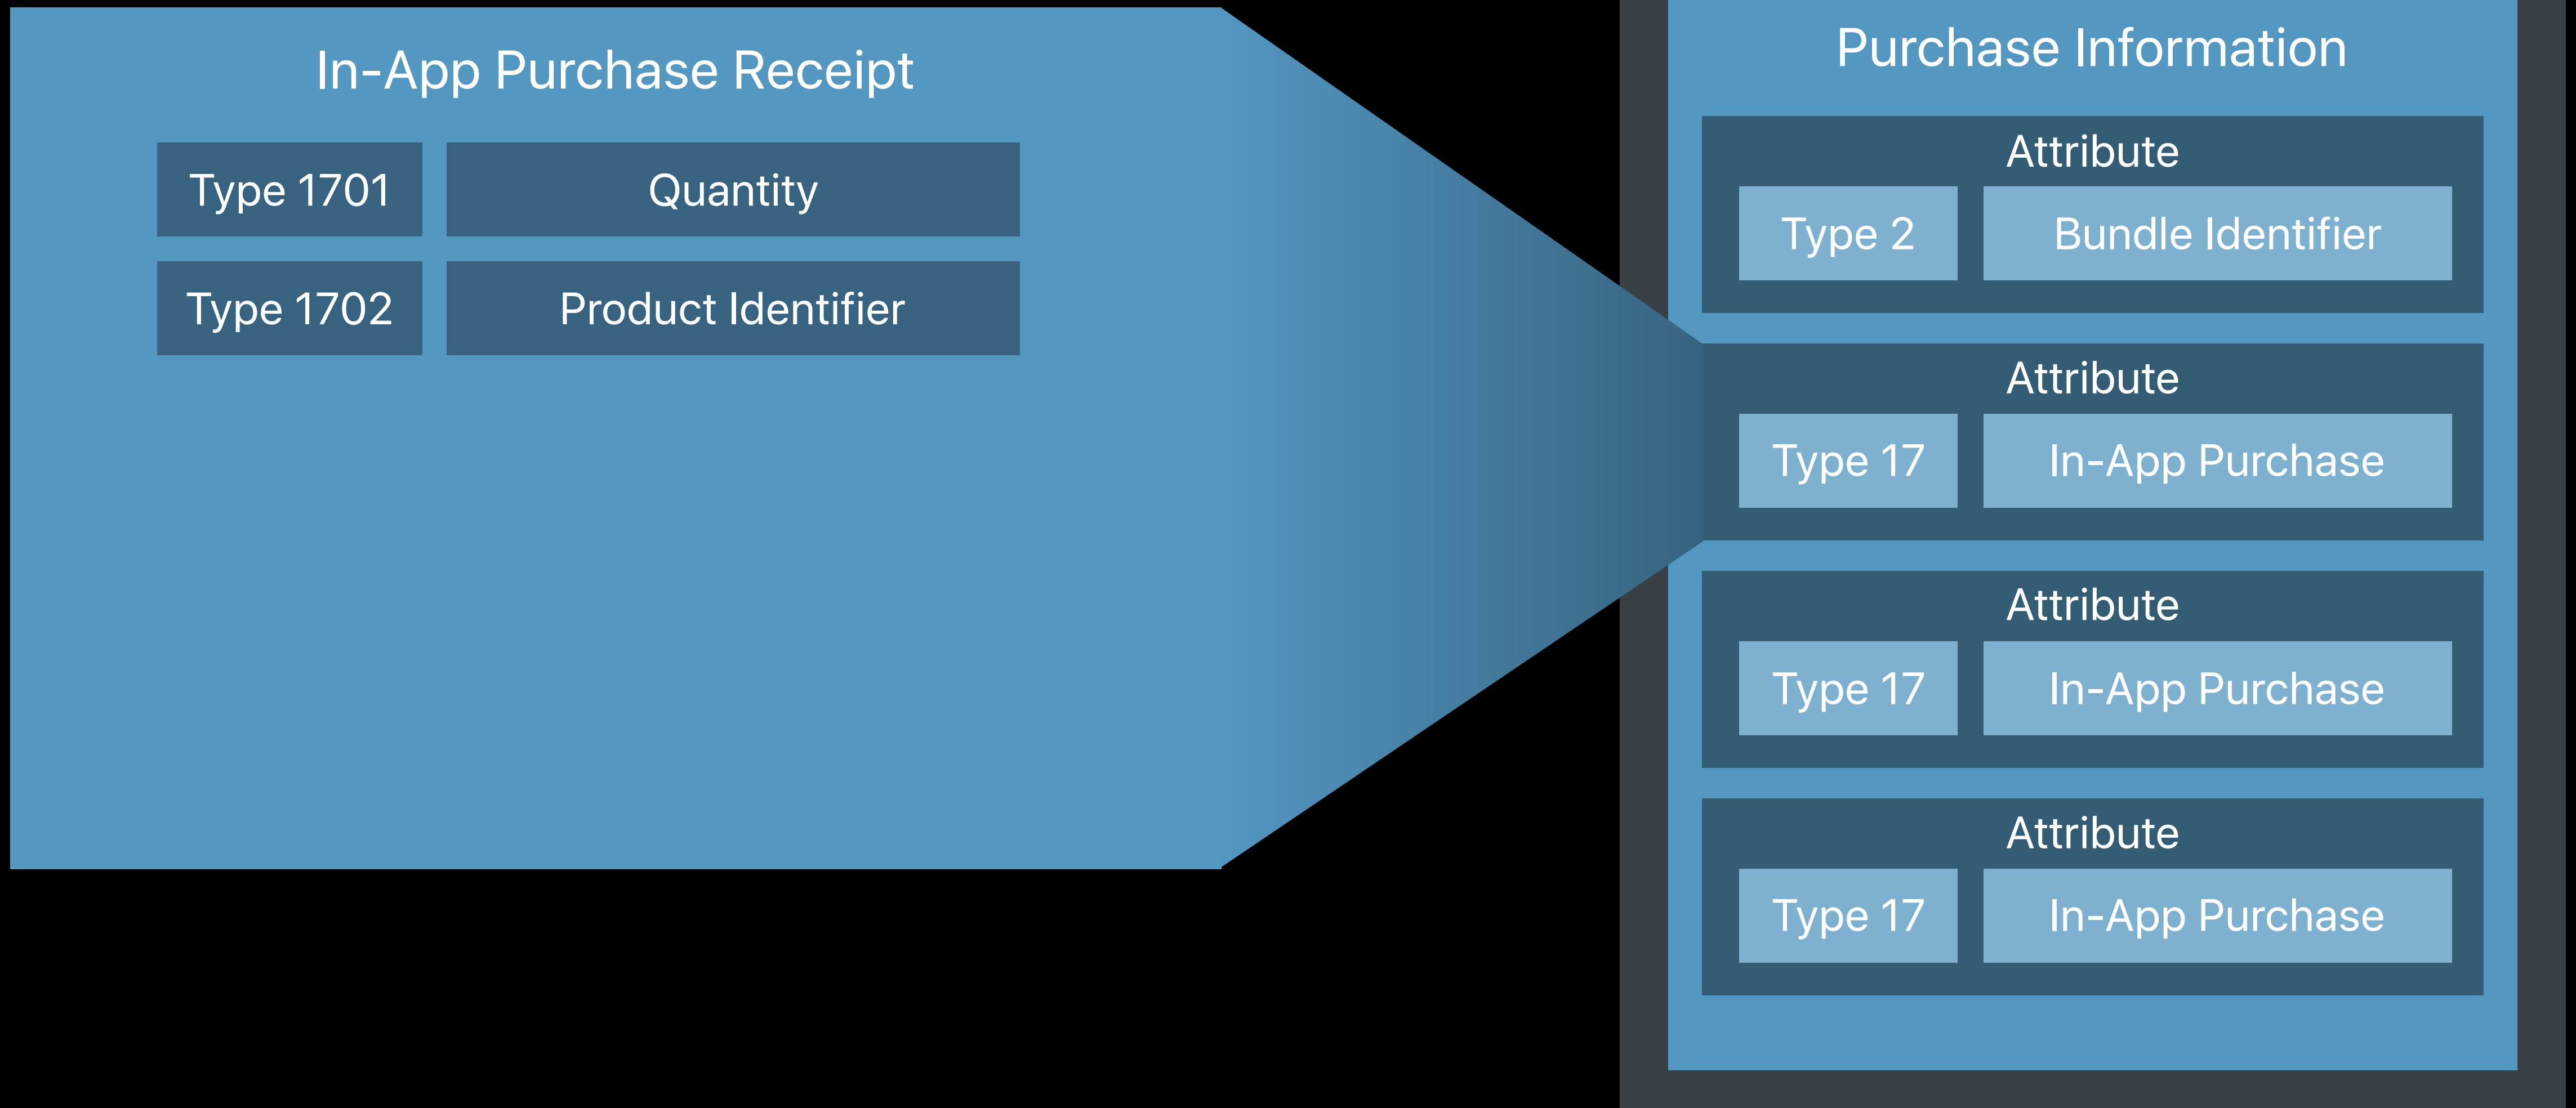 In-App Purchase Receipt
Type 1701 Quantity
Type 1702 Product Identifier
Purchase Information
Attribute
Type 2 Bundle Identifier
Attribute
Type 17 In-App Purchase
Attribute
Type 17 In-App Purchase
Attribute
Type 17 In-App Purchase